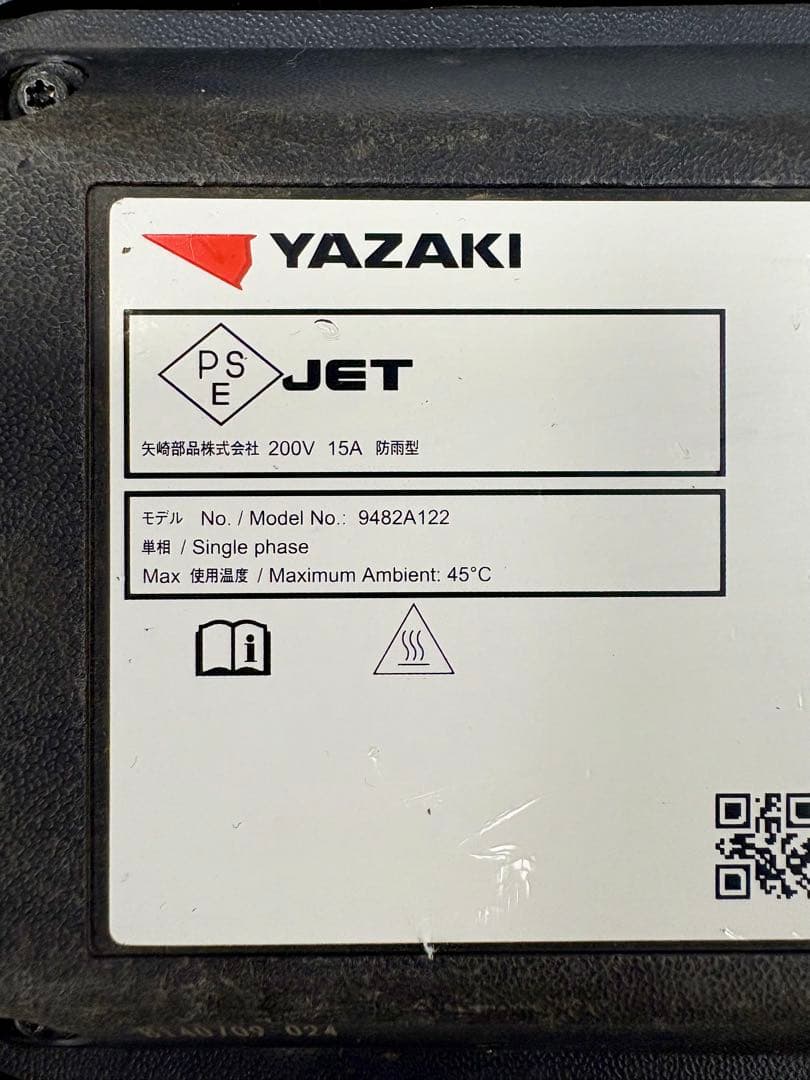 YAZAKI
PS
E
JET
矢崎部品株式会社 200V 15A 防雨型
モデル No. / Model No.: 9482A122
単相 / Single phase
Max 使用温度 / Maximum Ambient: 45°C
i